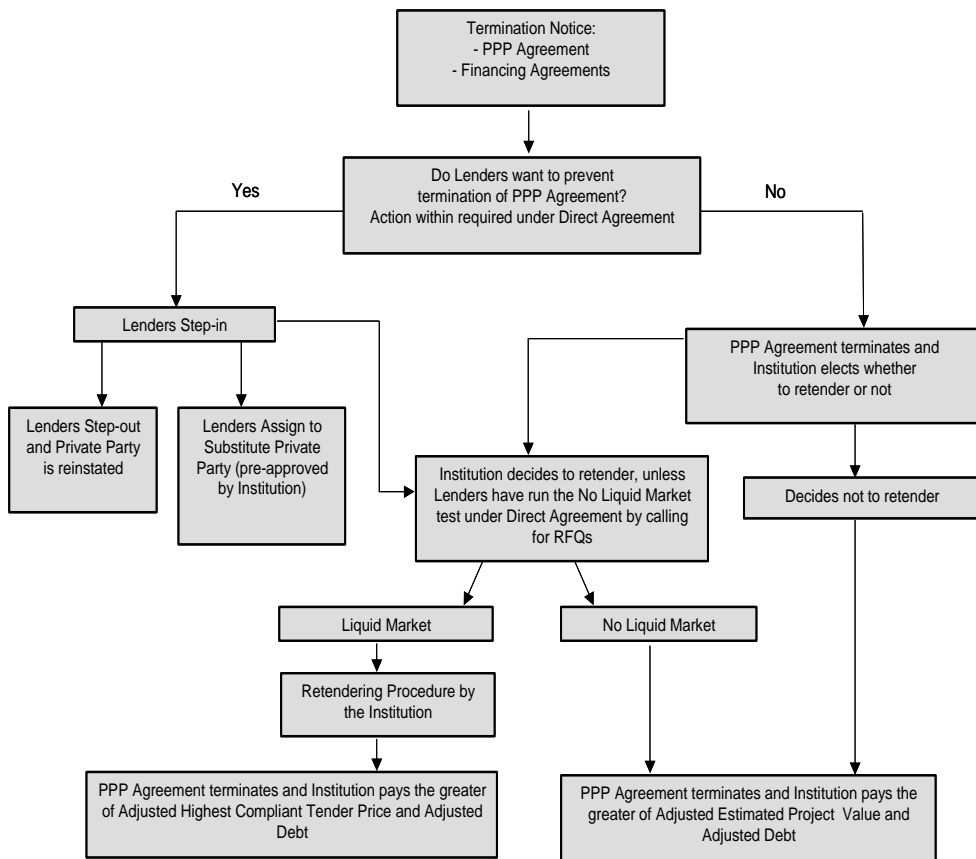 Termination Notice:
- PPP Agreement
- Financing Agreements
Do Lenders want to prevent
termination of PPP Agreement?
Action within required under Direct Agreement
Yes
No
Lenders Step-in
PPP Agreement terminates and
Institution elects whether
to retender or not
Lenders Step-out
and Private Party
is reinstated
Lenders Assign to
Substitute Private
Party (pre-approved
by Institution)
Institution decides to retender, unless
Lenders have run the No Liquid Market
test under Direct Agreement by calling
for RFQs
Decides not to retender
Liquid Market
No Liquid Market
Retendering Procedure by
the Institution
PPP Agreement terminates and Institution pays the greater
of Adjusted Highest Compliant Tender Price and Adjusted
Debt
PPP Agreement terminates and Institution pays the
greater of Adjusted Estimated Project Value and
Adjusted Debt